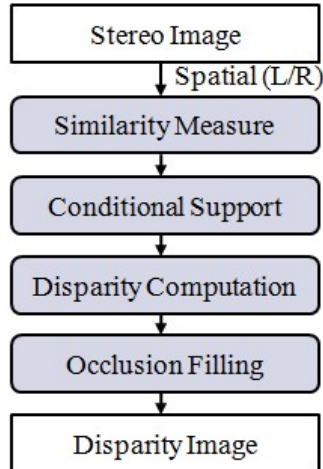 Stereo Image
Spatial (L/R)
Similarity Measure
Conditional Support
Disparity Computation
Occlusion Filling
Disparity Image